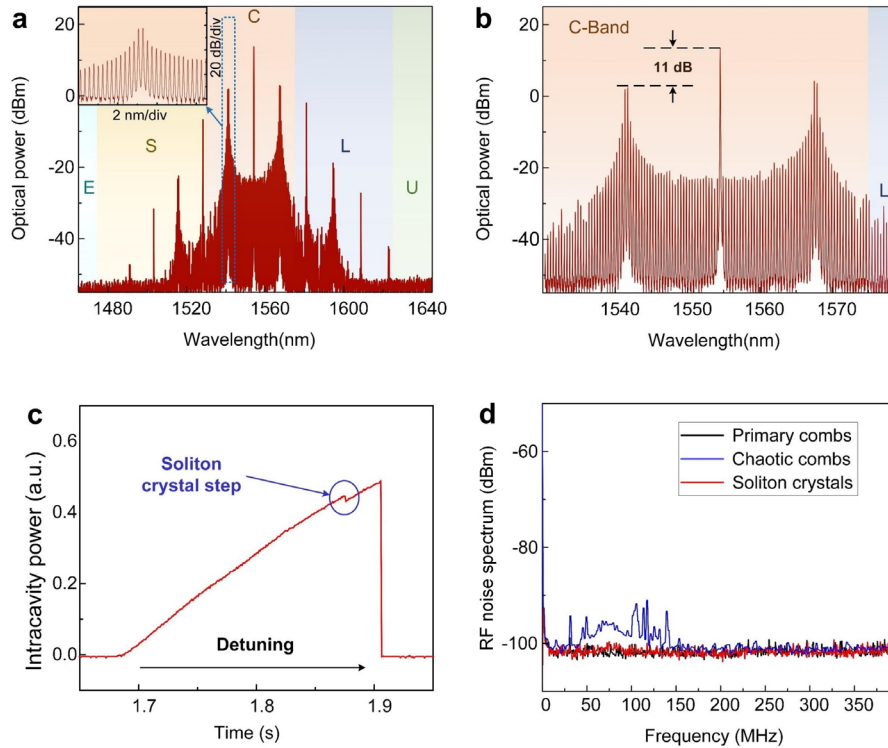 a
20
0
-20
-40
Optical power (dBm)
20 dB/div
2 nm/div
E
S
C
L
U
1480
1520
1560
1600
1640
Wavelength(nm)
b
20
0
-20
-40
Optical power (dBm)
C-Band
11 dB
L
1540
1550
1560
1570
Wavelength(nm)
c
0.6
0.4
0.2
0.0
Intracavity power (a.u.)
Soliton
crystal step
Detuning
1.7
1.8
1.9
Time (s)
d
-60
-80
-100
RF noise spectrum (dBm)
Primary combs
Chaotic combs
Soliton crystals
0
50
100
150
200
250
300
350
Frequency (MHz)